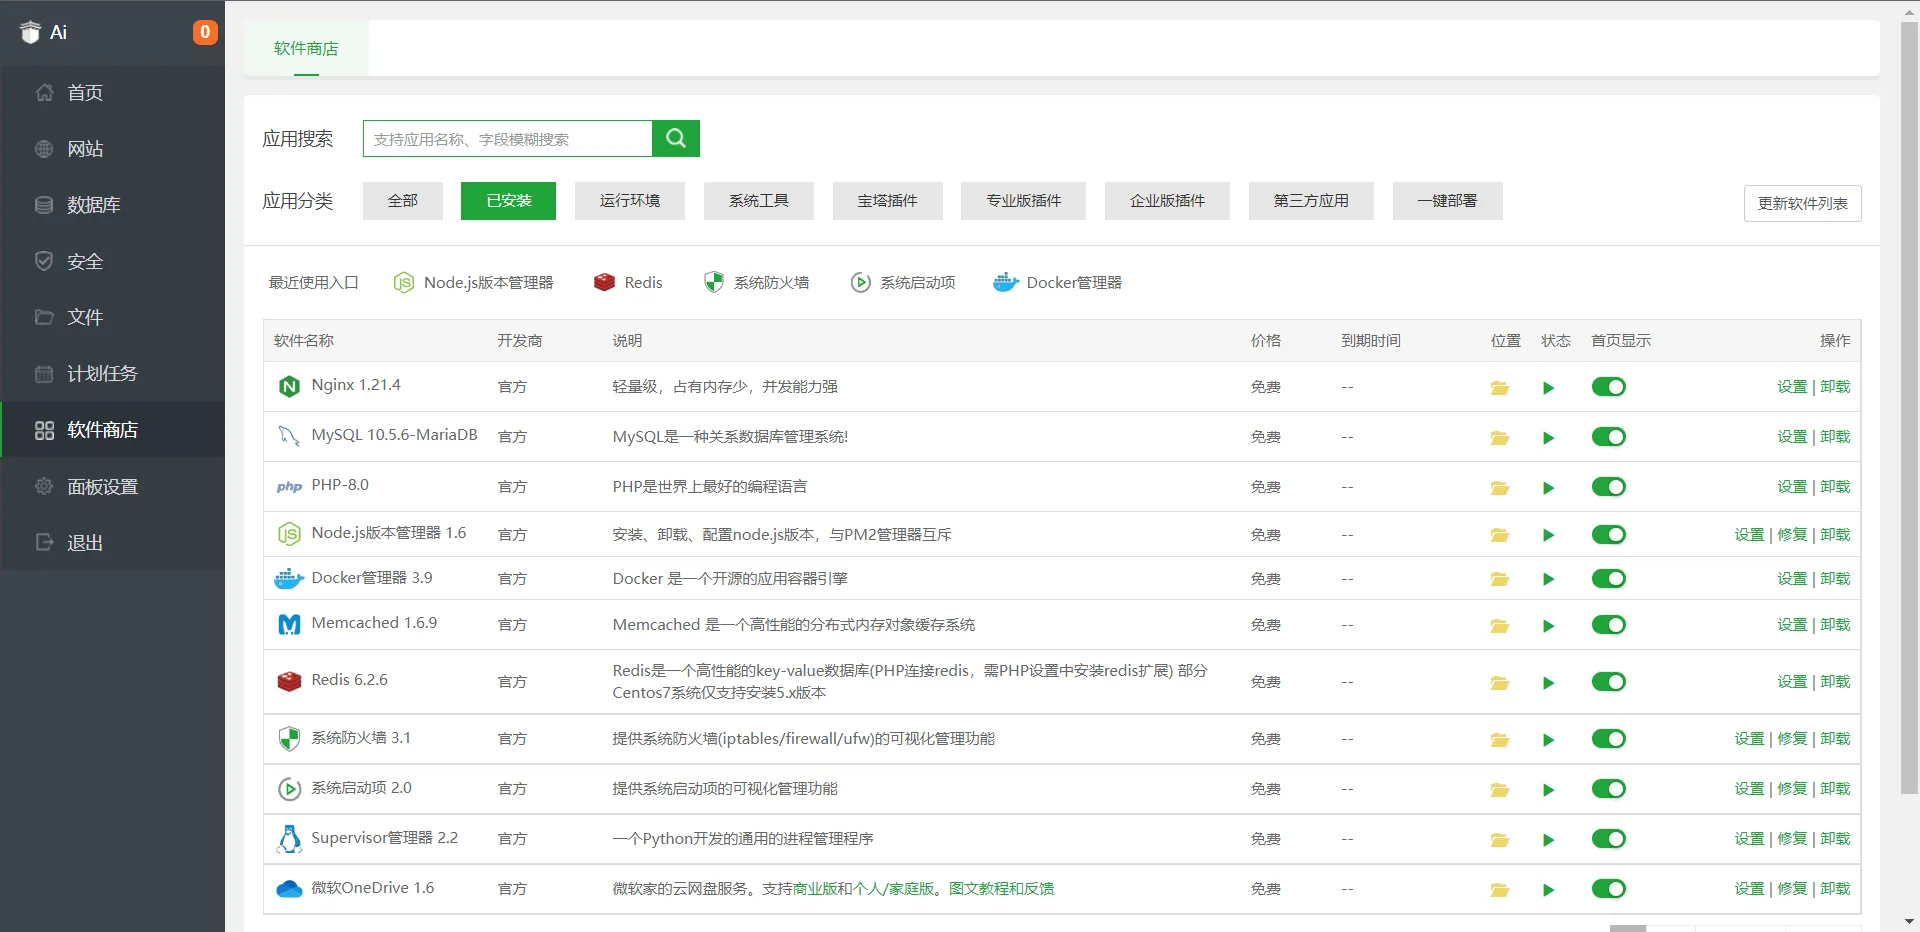 Ai
0
首页
网站
数据库
安全
文件
计划任务
软件商店
面板设置
退出
软件商店
应用搜索 支持应用名称、字段模糊搜索
应用分类 全部 已安装 运行环境 系统工具 宝塔插件 专业版插件 企业版插件 第三方应用 一键部署 更新软件列表
最近使用入口 Node.js版本管理器 Redis 系统防火墙 系统启动项 Docker管理器
软件名称 开发商 说明 价格 到期时间 位置 状态 首页显示 操作
Nginx 1.21.4 官方 轻量级，占有内存少，并发能力强 免费 -- 设置 | 卸载
MySQL 10.5.6-MariaDB 官方 MySQL是一种关系数据库管理系统! 免费 -- 设置 | 卸载
php PHP-8.0 官方 PHP是世界上最好的编程语言 免费 -- 设置 | 卸载
Node.js版本管理器 1.6 官方 安装、卸载、配置node.js版本，与PM2管理器互斥 免费 -- 设置 | 修复 | 卸载
Docker管理器 3.9 官方 Docker 是一个开源的应用容器引擎 免费 -- 设置 | 卸载
Memcached 1.6.9 官方 Memcached 是一个高性能的分布式内存对象缓存系统 免费 -- 设置 | 卸载
Redis 6.2.6 官方 Redis是一个高性能的key-value数据库(PHP连接redis，需PHP设置中安装redis扩展) 部分
Centos7系统仅支持安装5.x版本 免费 -- 设置 | 卸载
系统防火墙 3.1 官方 提供系统防火墙(iptables/firewall/ufw)的可视化管理功能 免费 -- 设置 | 修复 | 卸载
系统启动项 2.0 官方 提供系统启动项的可视化管理功能 免费 -- 设置 | 修复 | 卸载
Supervisor管理器 2.2 官方 一个Python开发的通用的进程管理程序 免费 -- 设置 | 修复 | 卸载
微软OneDrive 1.6 官方 微软家的云网盘服务。支持商业版和个人/家庭版。图文教程和反馈 免费 -- 设置 | 修复 | 卸载